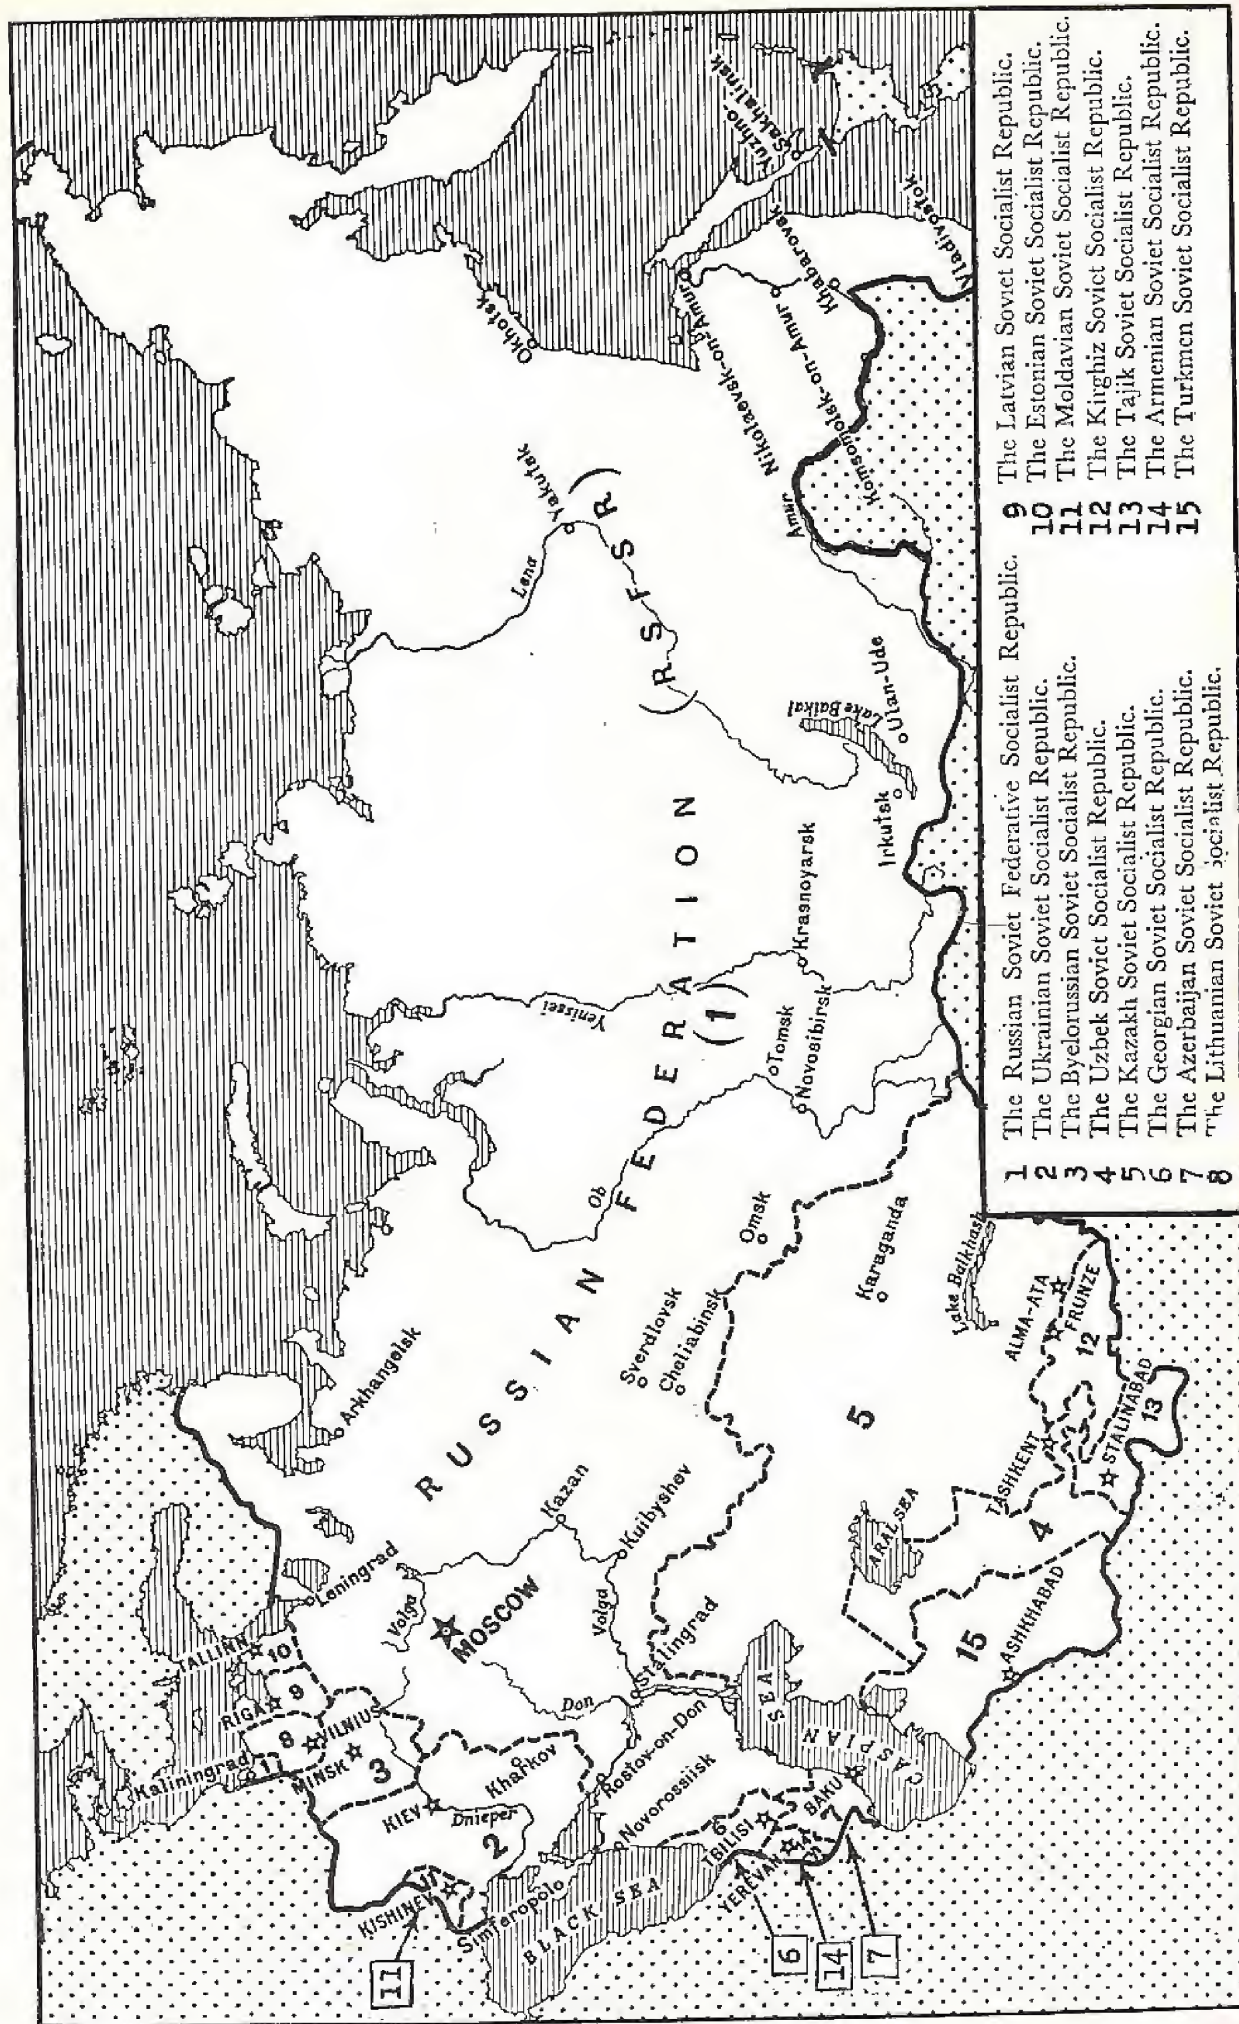 1 The Russian Soviet Federative Socialist Republic.
2 The Ukrainian Soviet Socialist Republic.
3 The Byelorussian Soviet Socialist Republic.
4 The Uzbek Soviet Socialist Republic.
5 The Kazakh Soviet Socialist Republic.
6 The Georgian Soviet Socialist Republic.
7 The Azerbaijan Soviet Socialist Republic.
8 The Lithuanian Soviet Socialist Republic.
9 The Latvian Soviet Socialist Republic.
10 The Estonian Soviet Socialist Republic.
11 The Moldavian Soviet Socialist Republic.
12 The Kirghiz Soviet Socialist Republic.
13 The Tajik Soviet Socialist Republic.
14 The Armenian Soviet Socialist Republic.
15 The Turkmen Soviet Socialist Republic.
RUSSIAN FEDERATION
(1)
(RSFSR)
Arkhangelsk
Leningrad
TALLINN
10
RIGA
9
8
VILNIUS
Kaliningrad
1
MINSK
3
KIEV
Dnieper
2
Kharkov
KISHINEV
11
11
Simferopolo
BLACK SEA
Novorossiisk
Rostov-on-Don
Don
Stalingrad
Volga
Volga
MOSCOW
Kazan
Kuibyshev
Sverdlovsk
Cheliabinsk
Omsk
Ob
Yenissei
Tomsk
Novosibirsk
Krasnoyarsk
Irkutsk
Lake Baikal
Ulan-Ude
Lena
Yakutsk
Okhotsk
Amur
Nikolaevsk-on-Amur
Komsomolsk-on-Amur
Khabarovsk
Vladivostok
Yuzhno-
Sakhalinsk
Karaganda
Lake Balkhash
5
ALMA-ATA
FRUNZE
12
TASHKENT
STALINABAD
13
4
ARAL SEA
15
ASHKHABAD
CASPIAN
SEA
BAKU
TBILISI
6
YEREVAN
14
7
6
14
7